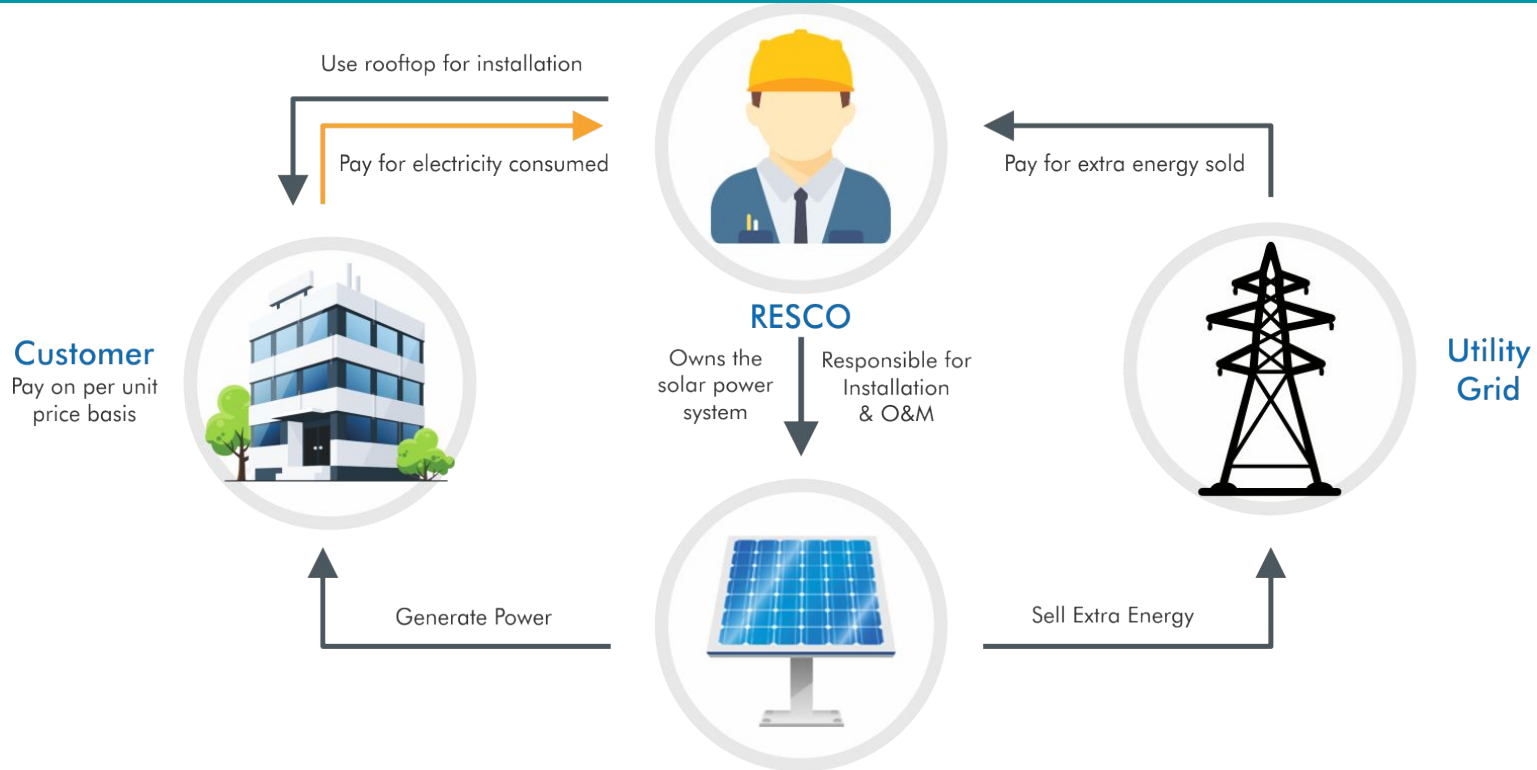 Use rooftop for installation
Pay for electricity consumed
Pay for extra energy sold
RESCO
Owns the
solar power
system
Responsible for
Installation
& O&M
Customer
Pay on per unit
price basis
Utility
Grid
Generate Power
Sell Extra Energy